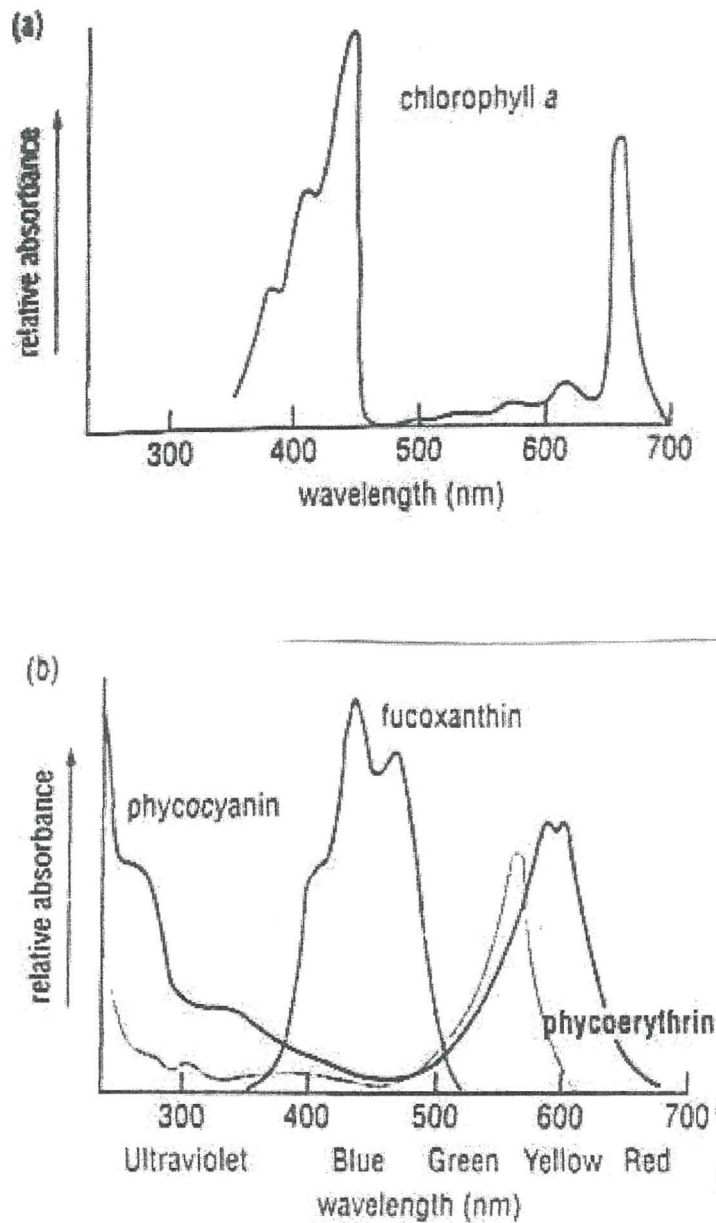 (a)
chlorophyll a
relative absorbance
300 400 500 600 700
wavelength (nm)
(b)
fucoxanthin
phycocyanin
relative absorbance
phycoerythrin
300 400 500 600 700
Ultraviolet Blue Green Yellow Red
wavelength (nm)